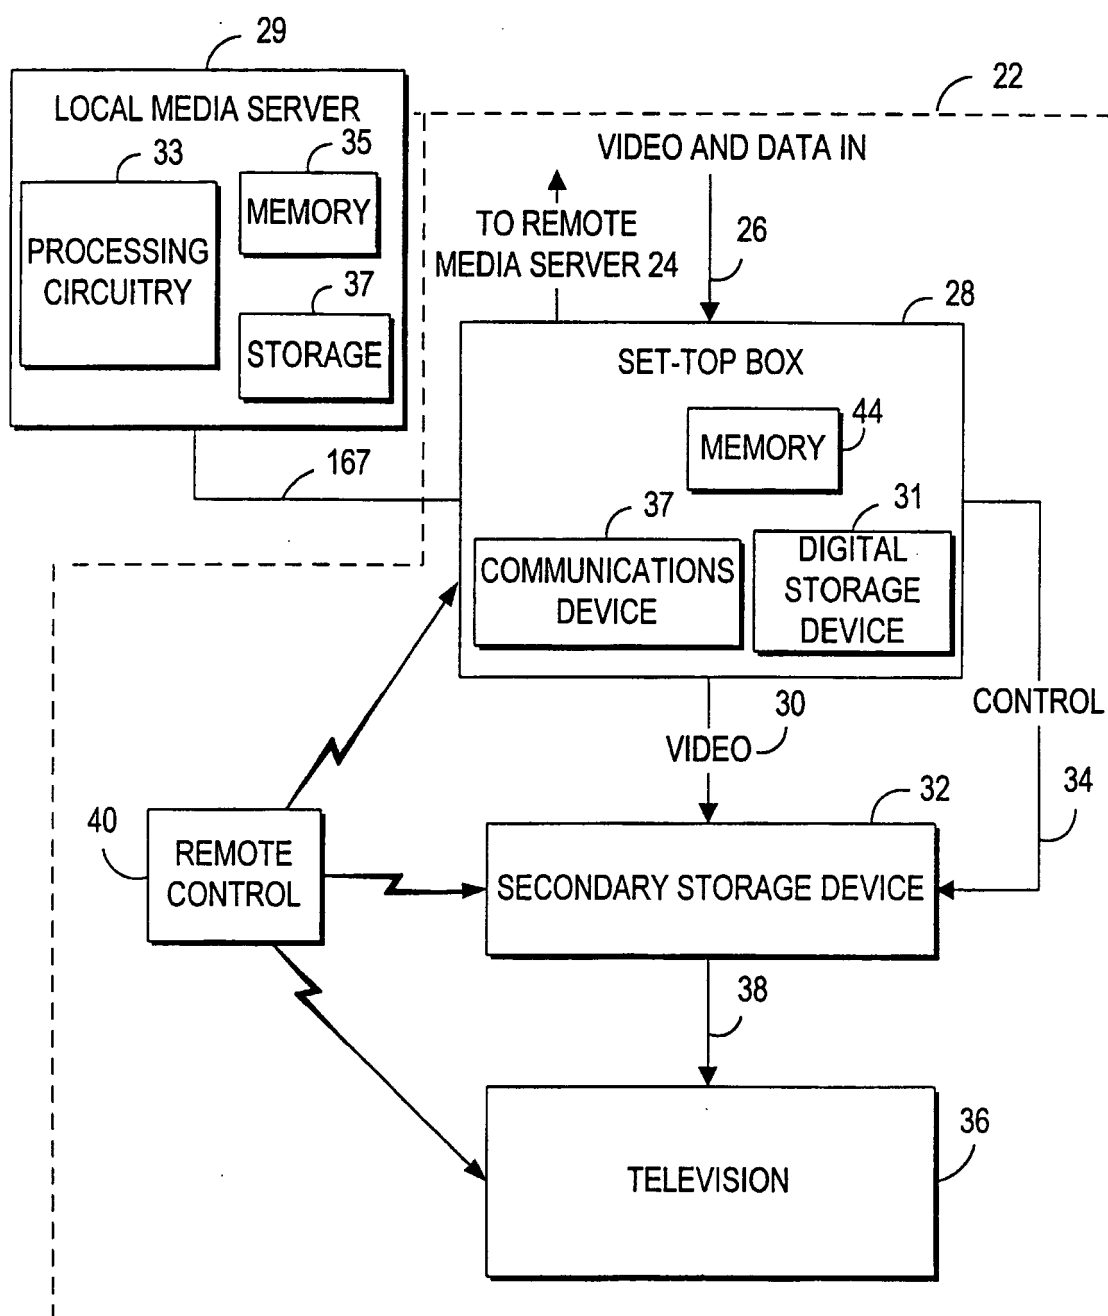 29
LOCAL MEDIA SERVER
33
PROCESSING
CIRCUITRY
35
MEMORY
37
STORAGE
22
VIDEO AND DATA IN
TO REMOTE
MEDIA SERVER 24
26
28
SET-TOP BOX
44
MEMORY
167
37
COMMUNICATIONS
DEVICE
31
DIGITAL
STORAGE
DEVICE
CONTROL
30
VIDEO
34
32
SECONDARY STORAGE DEVICE
40
REMOTE
CONTROL
38
36
TELEVISION